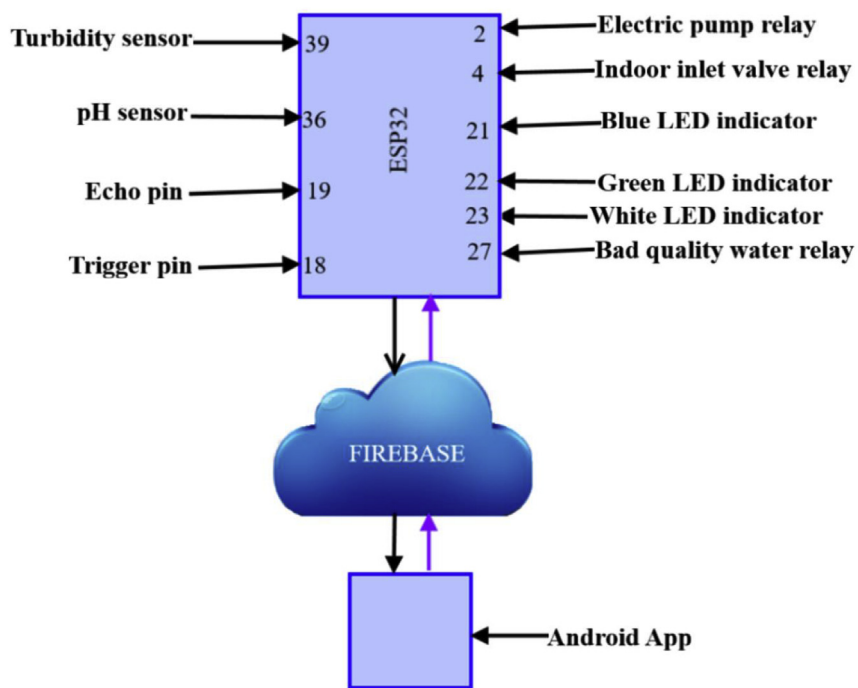 Turbidity sensor
39
pH sensor
36
Echo pin
19
Trigger pin
18
ESP32
2
Electric pump relay
4
Indoor inlet valve relay
21
Blue LED indicator
22
Green LED indicator
23
White LED indicator
27
Bad quality water relay
FIREBASE
Android App